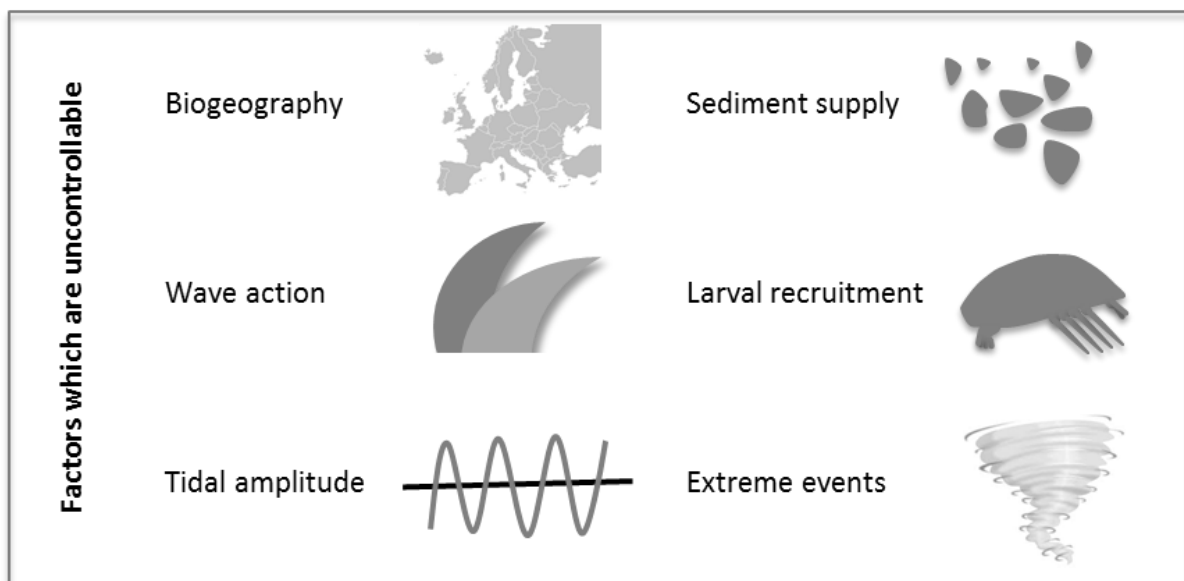 Factors which are uncontrollable
Biogeography
Sediment supply
Wave action
Larval recruitment
Tidal amplitude
Extreme events